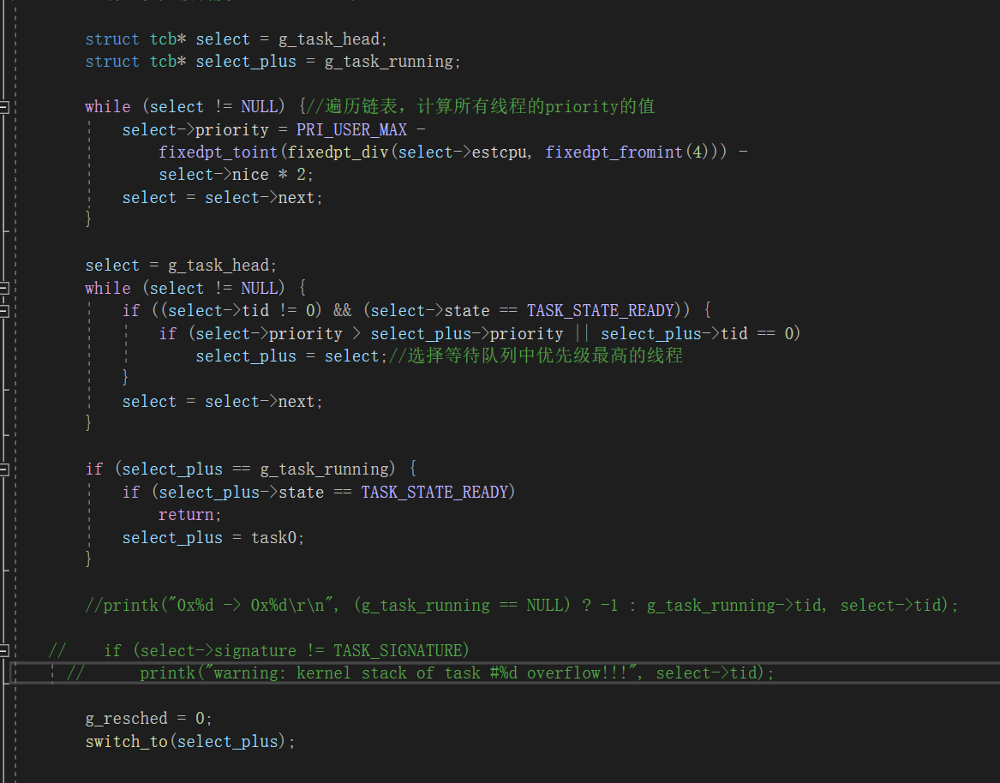 struct tcb* select = g_task_head;
struct tcb* select_plus = g_task_running;
while (select != NULL) {//遍历链表，计算所有线程的priority的值
select->priority = PRI_USER_MAX -
fixedpt_toint(fixedpt_div(select->estcpu, fixedpt_fromint(4))) -
select->nice * 2;
select = select->next;
}
select = g_task_head;
while (select != NULL) {
if ((select->tid != 0) && (select->state == TASK_STATE_READY)) {
if (select->priority > select_plus->priority || select_plus->tid == 0)
select_plus = select;//选择等待队列中优先级最高的线程
}
select = select->next;
}
if (select_plus == g_task_running) {
if (select_plus->state == TASK_STATE_READY)
return;
select_plus = task0;
}
//printk("0x%d -> 0x%d\r\n", (g_task_running == NULL) ? -1 : g_task_running->tid, select->tid);
// if (select->signature != TASK_SIGNATURE)
// printk("warning: kernel stack of task #%d overflow!!!", select->tid);
g_resched = 0;
switch_to(select_plus);